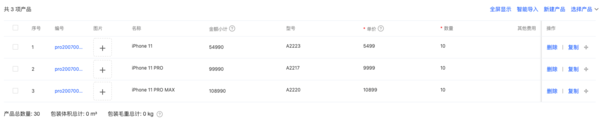 共 3 项产品 全屏显示 智能导入 新建产品 选择产品
序号 编号 图片 名称 金额小计 型号 * 单价 * 数量 其他费用 操作
1 pro200700... iPhone 11 54990 A2223 5499 10 删除 复制
2 pro200700... iPhone 11 PRO 99990 A2217 9999 10 删除 复制
3 pro200700... iPhone 11 PRO MAX 108990 A2220 10899 10 删除 复制
产品总数量: 30 包装体积总计: 0 m³ 包装毛重总计: 0 kg